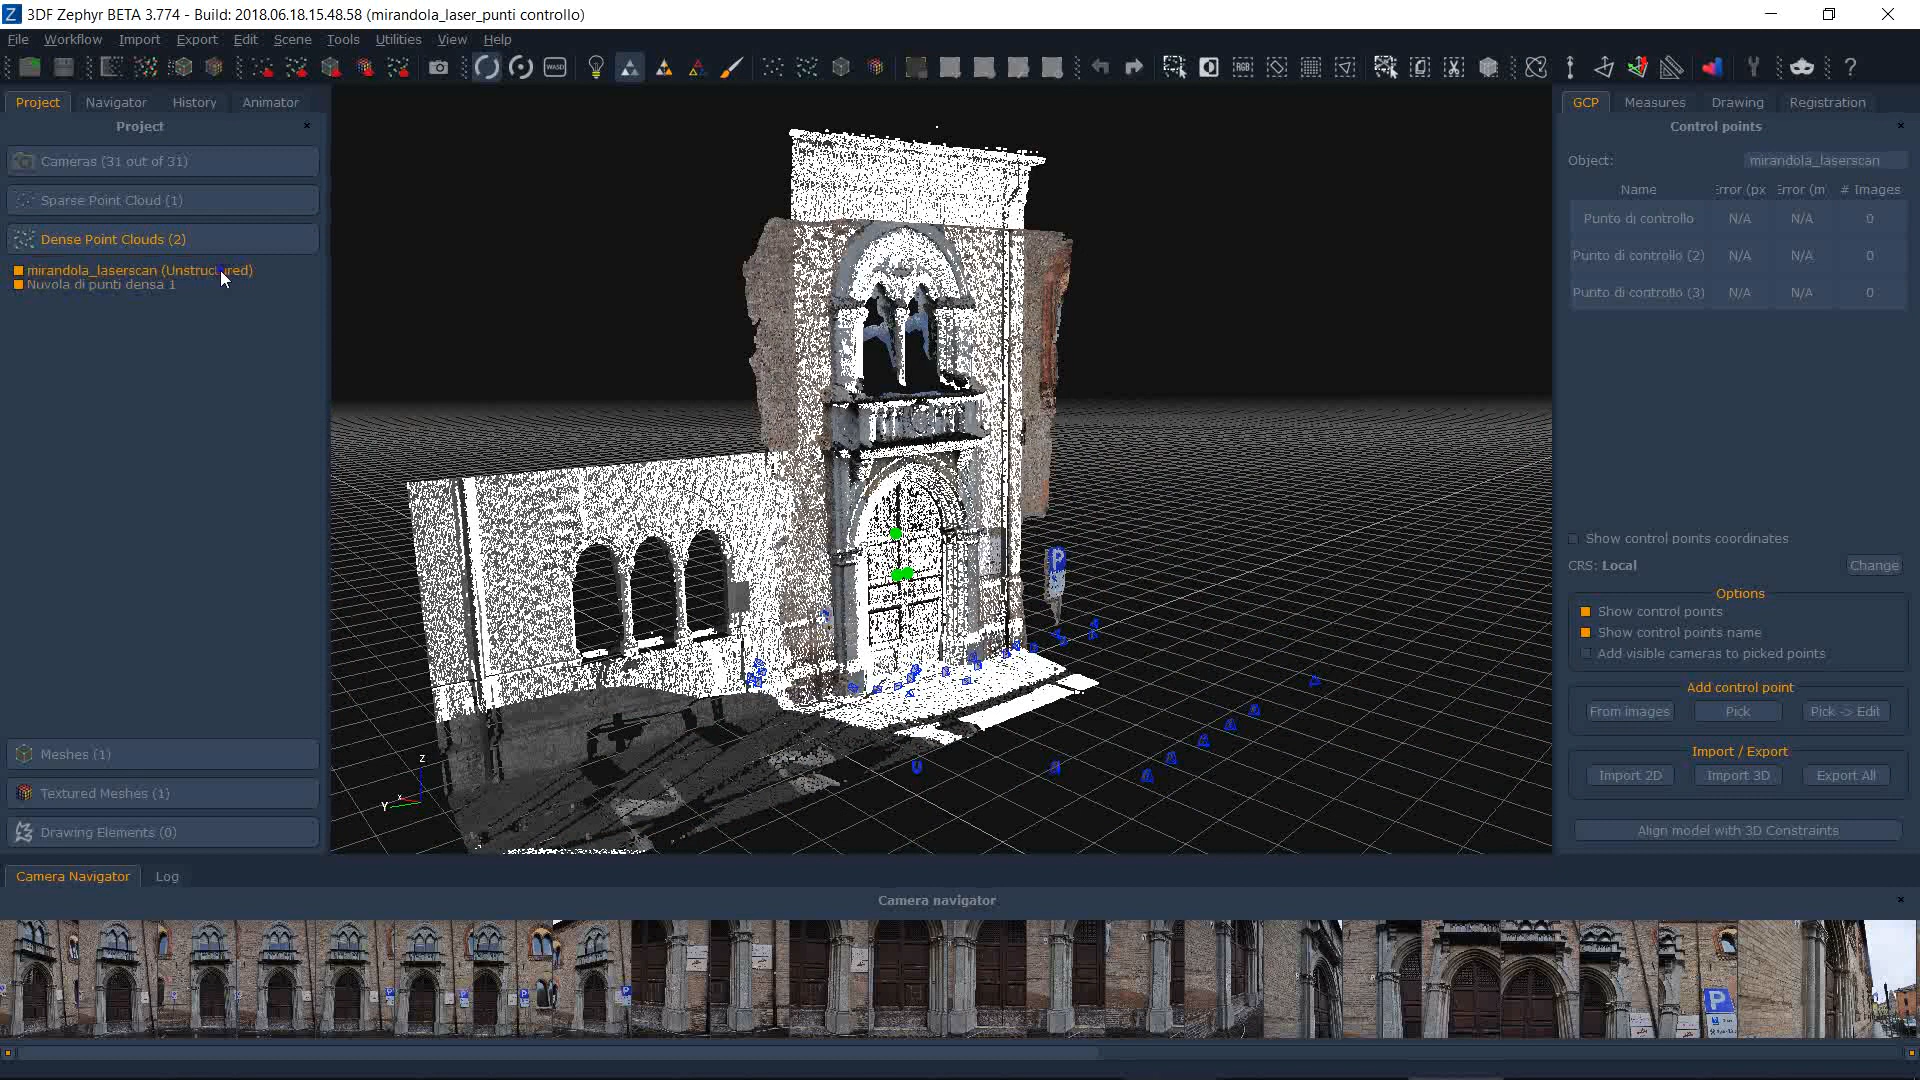 3DF Zephyr BETA 3.774 - Build: 2018.06.18.15.48.58 (mirandola_laser_punti controllo)
File Workflow Import Export Edit Scene Tools Utilities View Help
WASD RGB ?
Project Navigator History Animator
Project
Cameras (31 out of 31)
Sparse Point Cloud (1)
Dense Point Clouds (2)
mirandola_laserscan (Unstructured)
Nuvola di punti densa 1
Meshes (1)
Textured Meshes (1)
Drawing Elements (0)
P
Z
Y x
GCP Measures Drawing Registration
Control points
Object: mirandola_laserscan
Name Error (px Error (m # Images
Punto di controllo N/A N/A 0
Punto di controllo (2) N/A N/A 0
Punto di controllo (3) N/A N/A 0
Show control points coordinates
CRS: Local Change
Options
Show control points
Show control points name
Add visible cameras to picked points
Add control point
From images Pick Pick -> Edit
Import / Export
Import 2D Import 3D Export All
Align model with 3D Constraints
Camera Navigator Log
Camera navigator
P